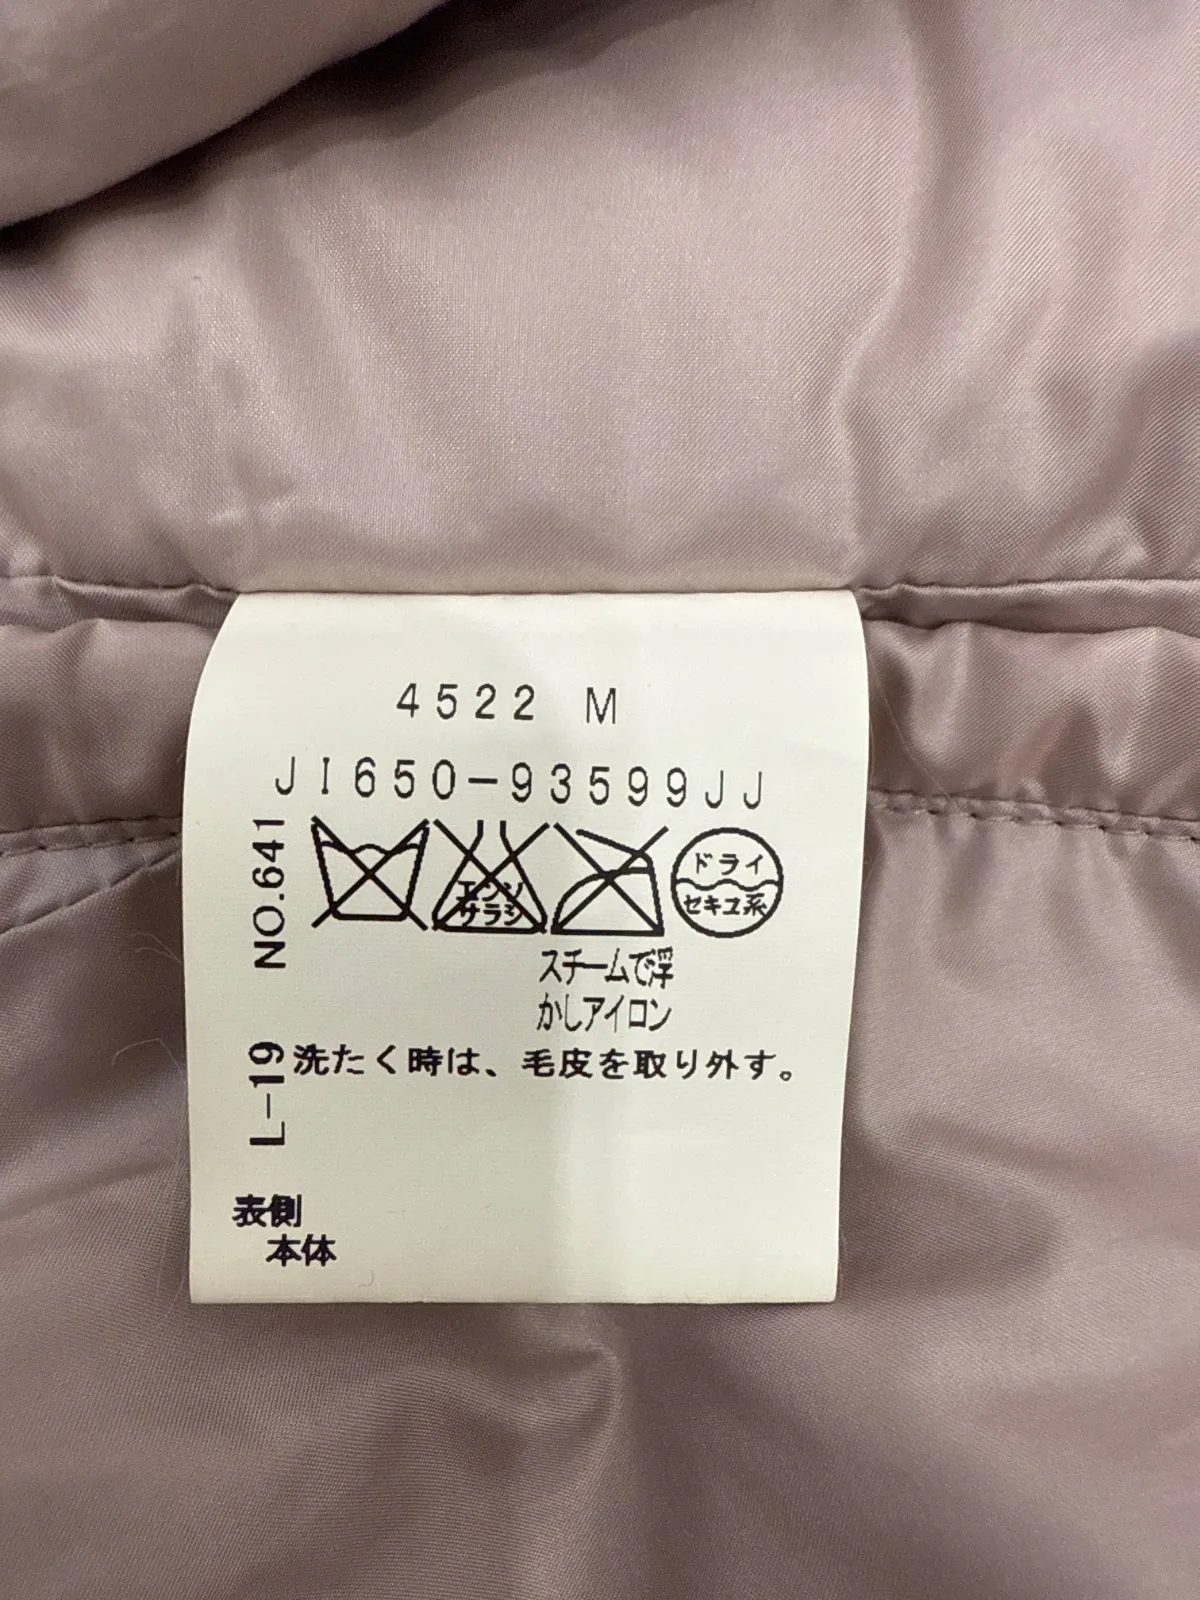 4522 M
JI650-93599JJ
NO.641
エンソ
サラシ
ドライ
セキユ系
スチームで浮
かしアイロン
L-19
洗たく時は、毛皮を取り外す。
表側
本体